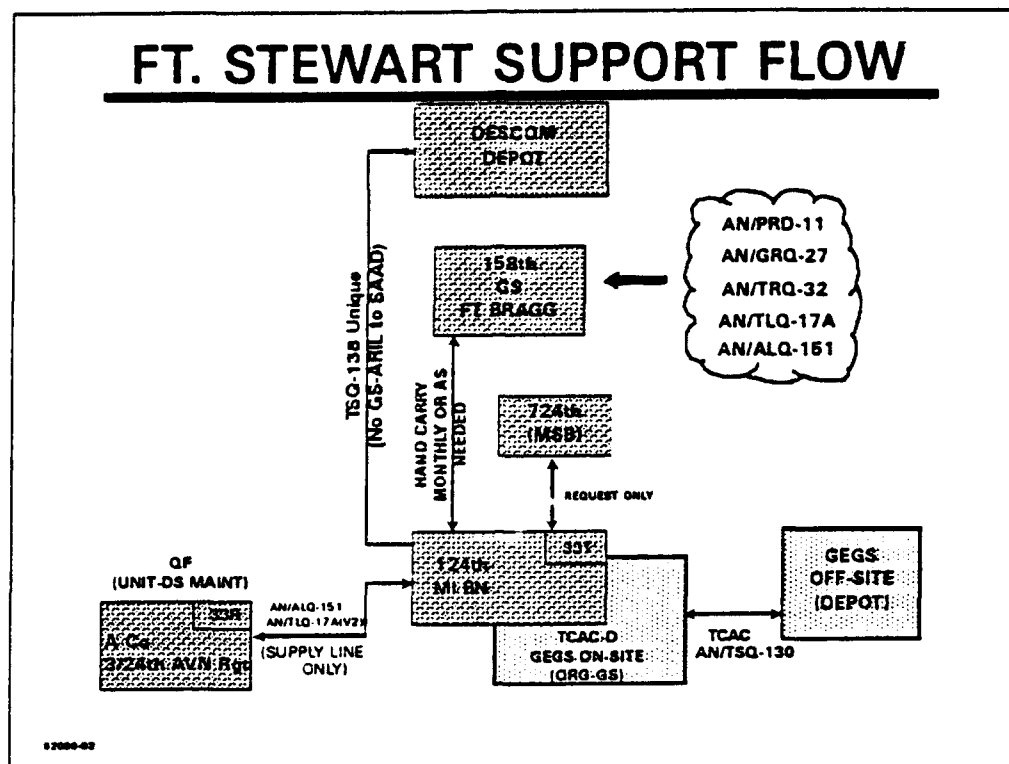 FT. STEWART SUPPORT FLOW
DESCOM
DEPOT
158th
GS
FT BRAGG
AN/PRD-11
AN/GRQ-27
AN/TRQ-32
AN/TLQ-17A
AN/ALQ-151
TSQ-138 Unique
(No GS-ARIL to SAAD)
HAND CARRY
MONTHLY OR AS
NEEDED
724th
(MSB)
REQUEST ONLY
33T
124th
MI BN
GEGS
OFF-SITE
(DEPOT)
QF
(UNIT-DS MAINT)
33R
A Co
3/24th AVN Rgt
AN/ALQ-151
AN/TLQ-17A(V2)
(SUPPLY LINE
ONLY)
TCAC-D
GEGS ON-SITE
(ORG-GS)
TCAC
AN/TSQ-130